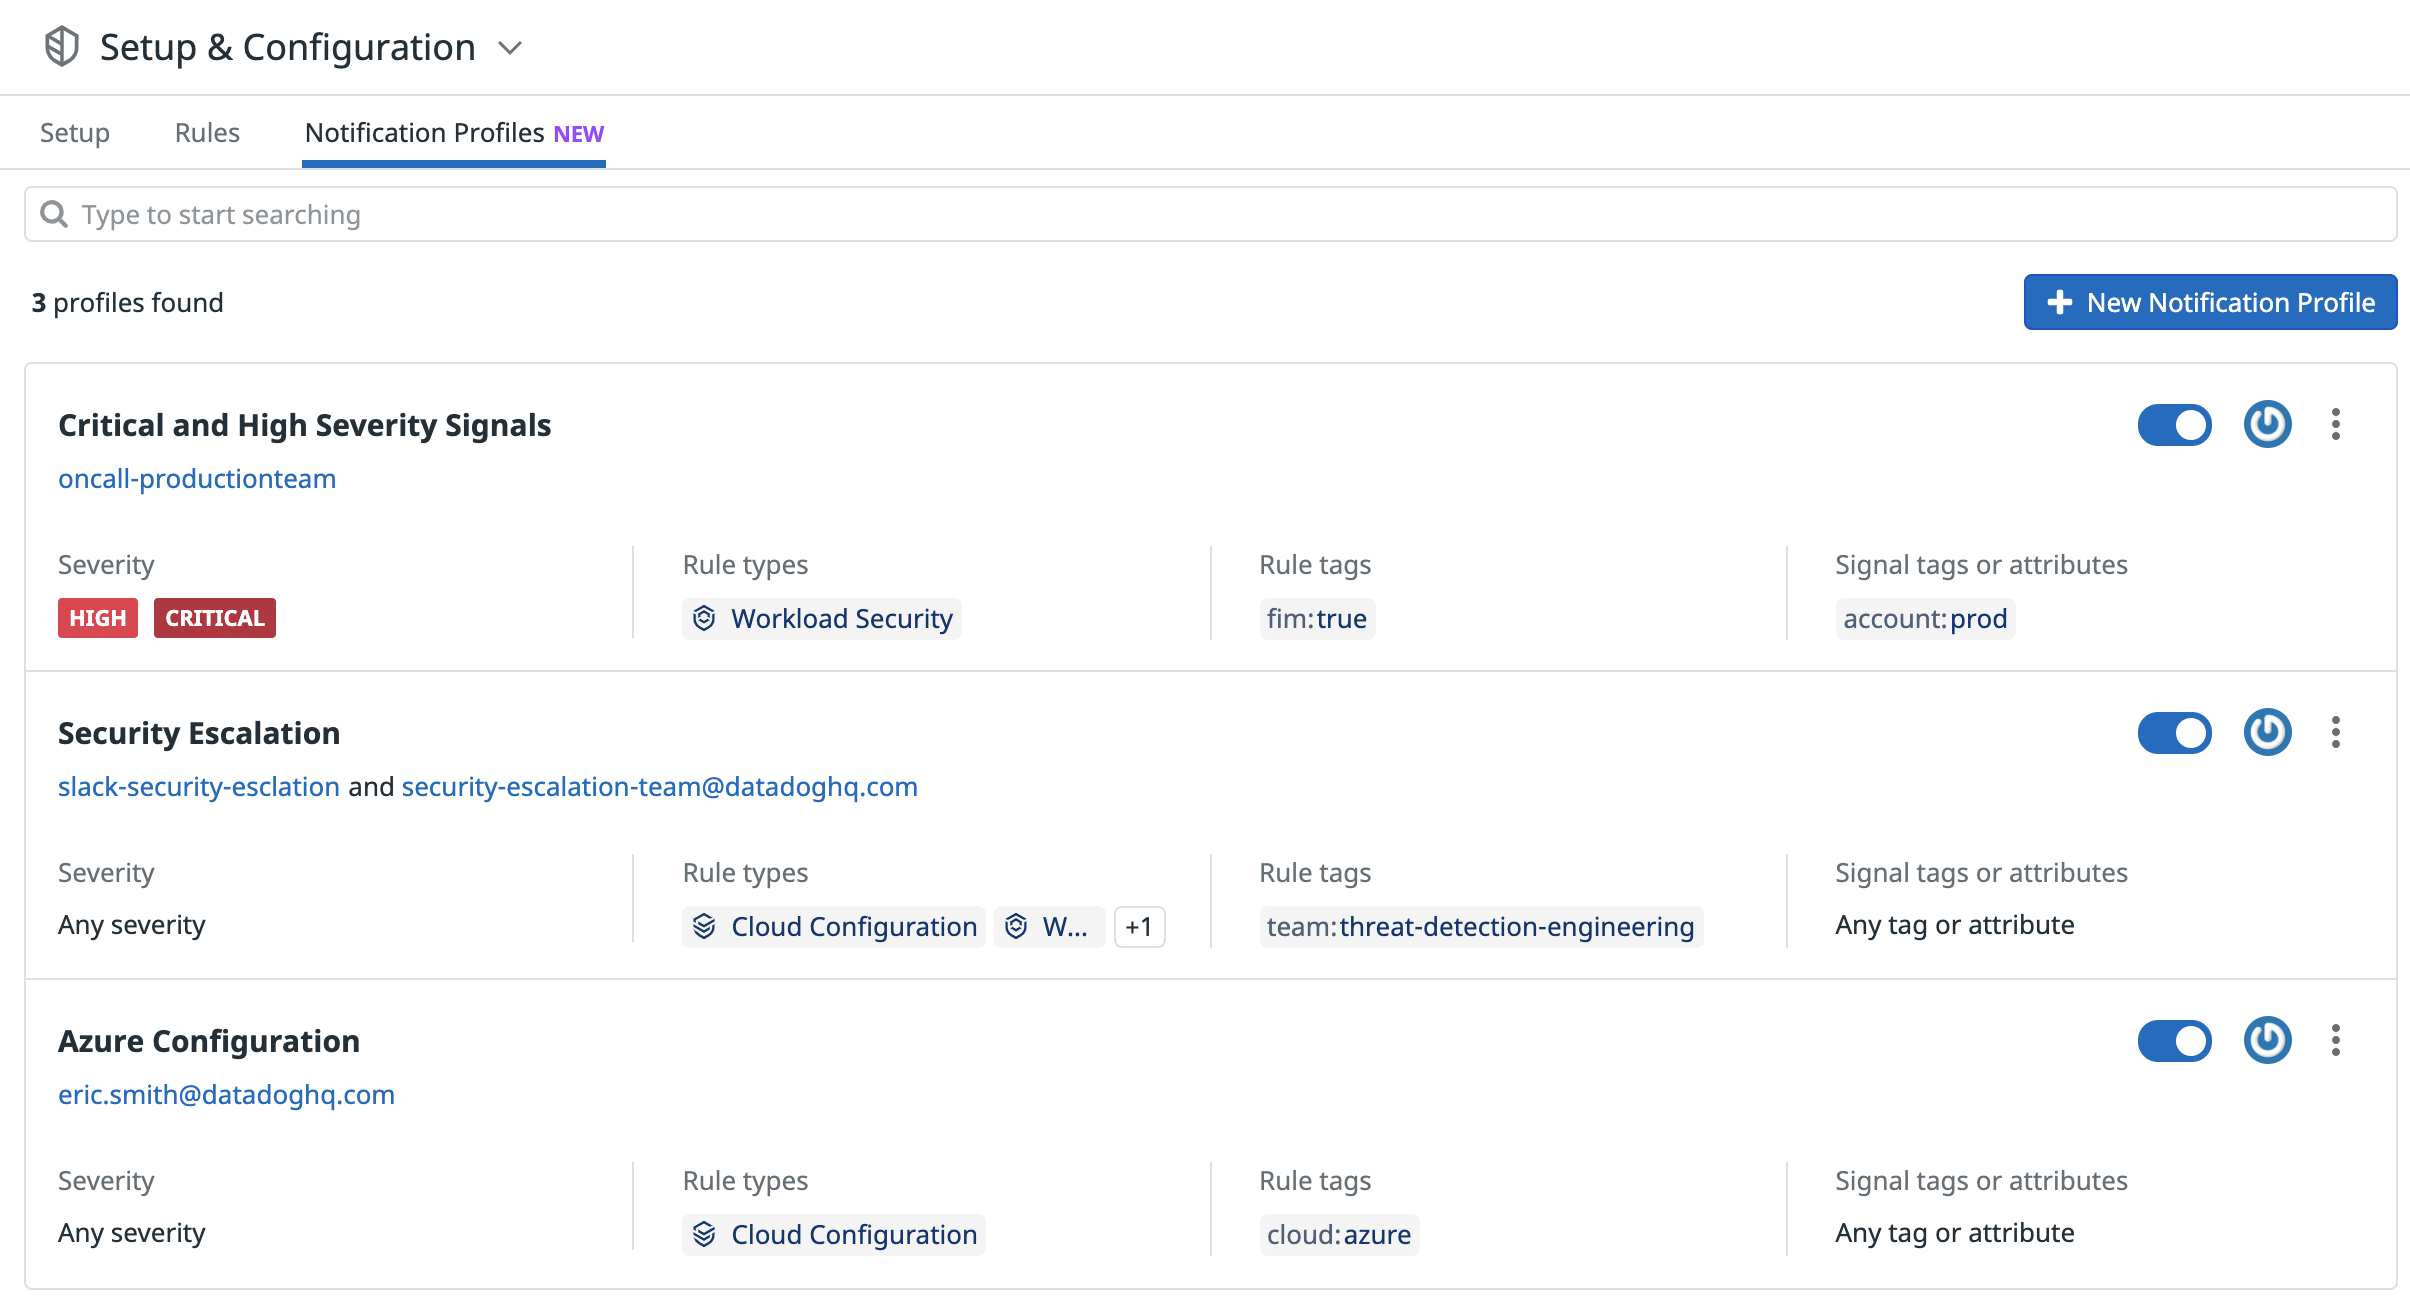 Setup & Configuration
Setup Rules Notification Profiles NEW
Type to start searching
3 profiles found
New Notification Profile
Critical and High Severity Signals
oncall-productionteam
Severity Rule types Rule tags Signal tags or attributes
HIGH CRITICAL Workload Security fim:true account:prod
Security Escalation
slack-security-esclation and security-escalation-team@datadoghq.com
Severity Rule types Rule tags Signal tags or attributes
Any severity Cloud Configuration W... +1 team:threat-detection-engineering Any tag or attribute
Azure Configuration
eric.smith@datadoghq.com
Severity Rule types Rule tags Signal tags or attributes
Any severity Cloud Configuration cloud:azure Any tag or attribute